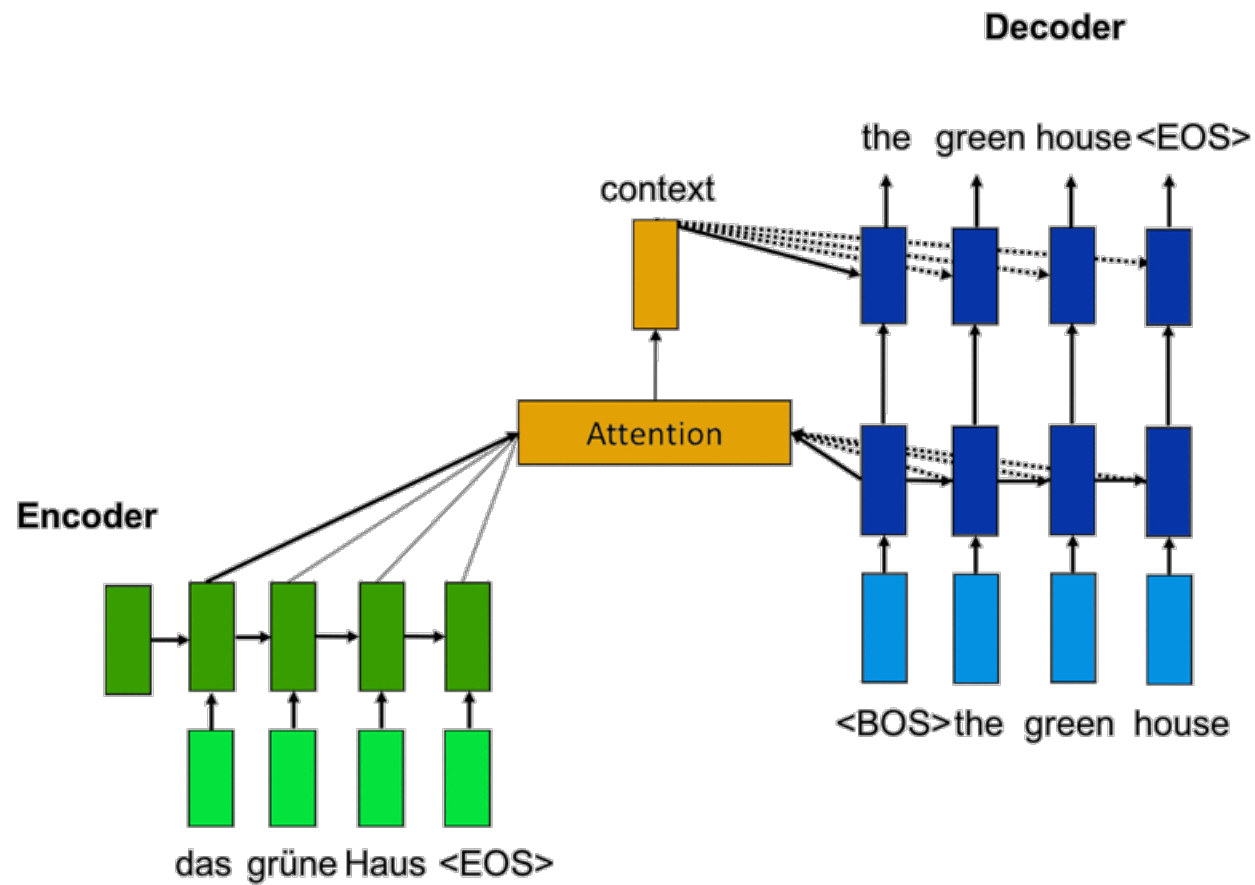 Decoder
the green house <EOS>
context
Attention
Encoder
<BOS> the green house
das grüne Haus <EOS>